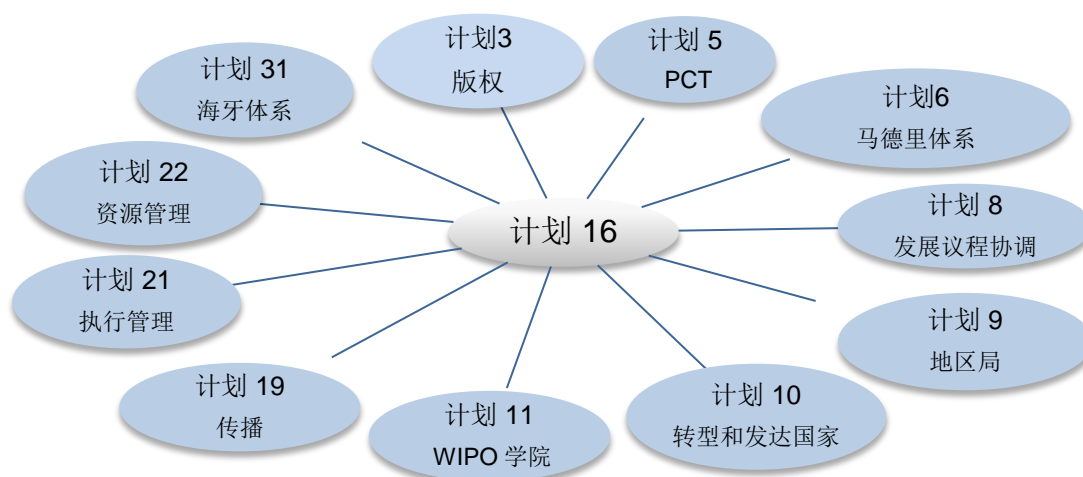 计划3
版权
计划 5
PCT
计划 31
海牙体系
计划6
马德里体系
计划 22
资源管理
计划 16
计划 8
发展议程协调
计划 21
执行管理
计划 9
地区局
计划 19
传播
计划 11
WIPO 学院
计划 10
转型和发达国家